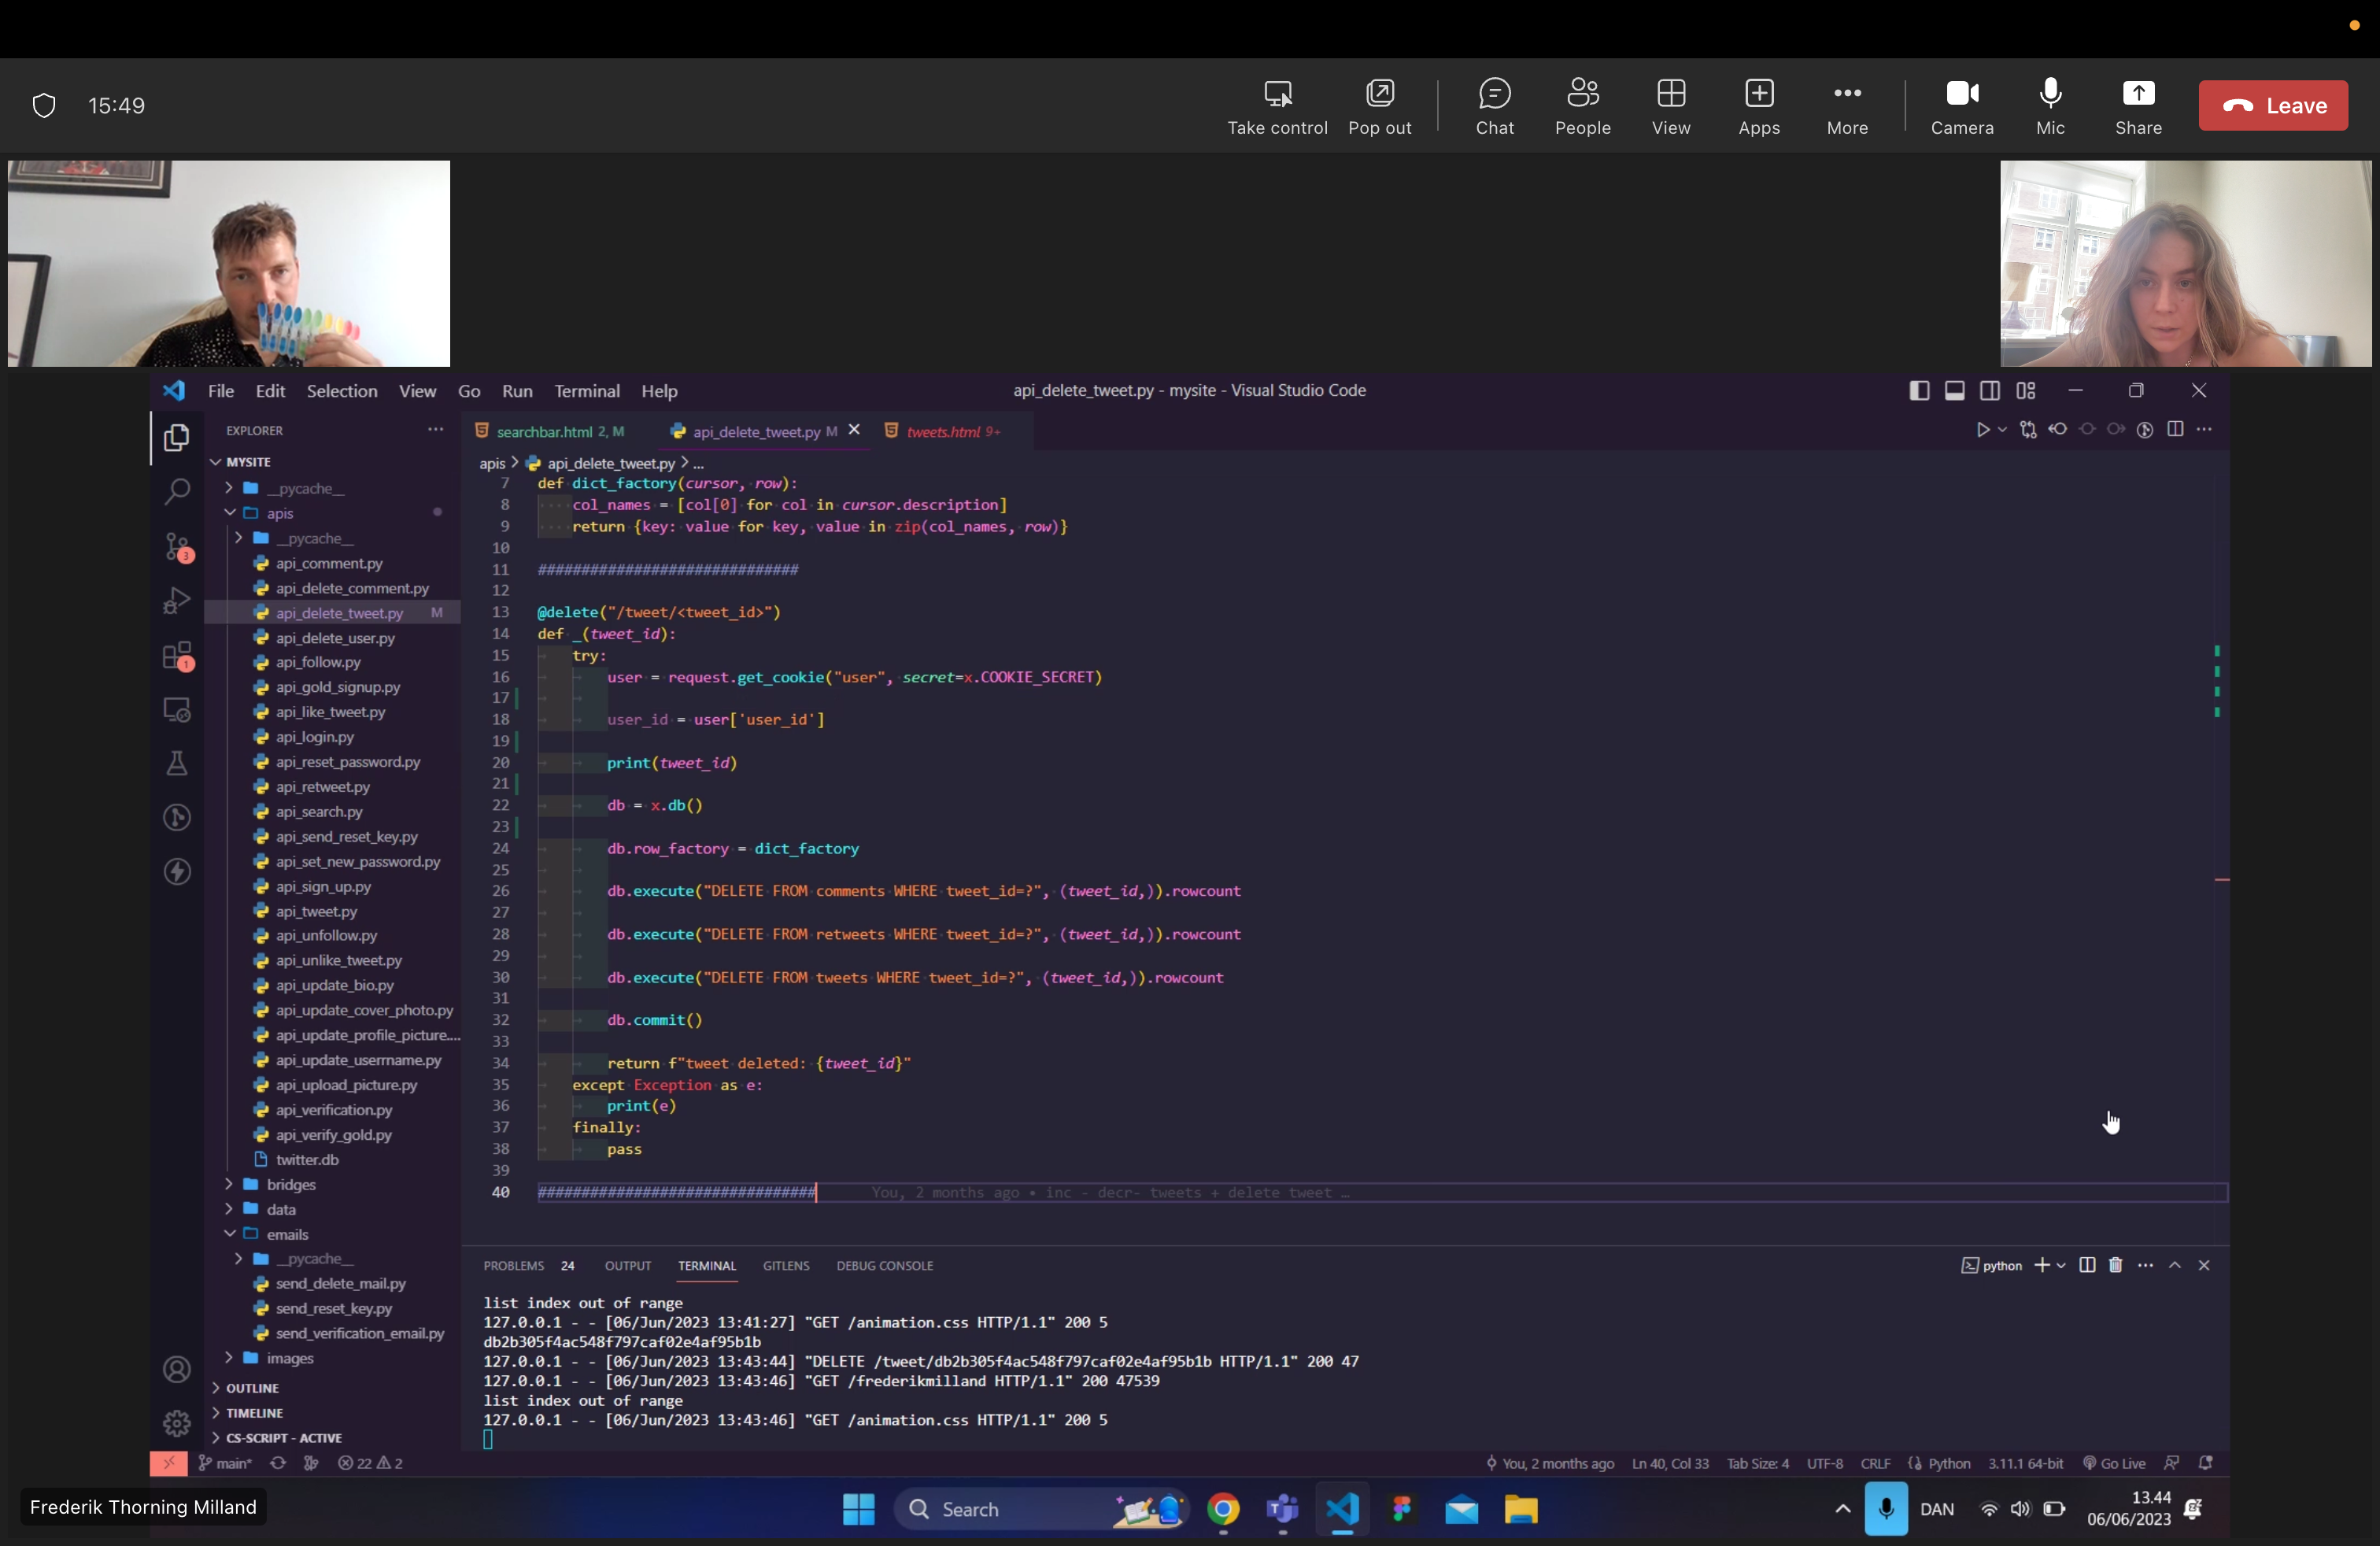 15:49
Take control
Pop out
Chat
People
View
Apps
More
Camera
Mic
Share
Leave
File Edit Selection View Go Run Terminal Help
api_delete_tweet.py - mysite - Visual Studio Code
EXPLORER
MYSITE
__pycache__
apis
__pycache__
api_comment.py
api_delete_comment.py
api_delete_tweet.py M
api_delete_user.py
api_follow.py
api_gold_signup.py
api_like_tweet.py
api_login.py
api_reset_password.py
api_retweet.py
api_search.py
api_send_reset_key.py
api_set_new_password.py
api_sign_up.py
api_tweet.py
api_unfollow.py
api_unlike_tweet.py
api_update_bio.py
api_update_cover_photo.py
api_update_profile_picture....
api_update_username.py
api_upload_picture.py
api_verification.py
api_verify_gold.py
twitter.db
bridges
data
emails
__pycache__
send_delete_mail.py
send_reset_key.py
send_verification_email.py
images
OUTLINE
TIMELINE
CS-SCRIPT - ACTIVE
3
1
searchbar.html 2, M
api_delete_tweet.py M
tweets.html 9+
apis > api_delete_tweet.py > ...
7 def dict_factory(cursor, row):
8 col_names = [col[0] for col in cursor.description]
9 return {key: value for key, value in zip(col_names, row)}
10
11 ##############################
12
13 @delete("/tweet/<tweet_id>")
14 def _(tweet_id):
15 try:
16 user = request.get_cookie("user", secret=x.COOKIE_SECRET)
17
18 user_id = user['user_id']
19
20 print(tweet_id)
21
22 db = x.db()
23
24 db.row_factory = dict_factory
25
26 db.execute("DELETE FROM comments WHERE tweet_id=?", (tweet_id,)).rowcount
27
28 db.execute("DELETE FROM retweets WHERE tweet_id=?", (tweet_id,)).rowcount
29
30 db.execute("DELETE FROM tweets WHERE tweet_id=?", (tweet_id,)).rowcount
31
32 db.commit()
33
34 return f"tweet deleted: {tweet_id}"
35 except Exception as e:
36 print(e)
37 finally:
38 pass
39
40 ################################ You, 2 months ago • inc - decr- tweets + delete tweet …
PROBLEMS 24 OUTPUT TERMINAL GITLENS DEBUG CONSOLE
python
list index out of range
127.0.0.1 - - [06/Jun/2023 13:41:27] "GET /animation.css HTTP/1.1" 200 5
db2b305f4ac548f797caf02e4af95b1b
127.0.0.1 - - [06/Jun/2023 13:43:44] "DELETE /tweet/db2b305f4ac548f797caf02e4af95b1b HTTP/1.1" 200 47
127.0.0.1 - - [06/Jun/2023 13:43:46] "GET /frederikmilland HTTP/1.1" 200 47539
list index out of range
127.0.0.1 - - [06/Jun/2023 13:43:46] "GET /animation.css HTTP/1.1" 200 5
main* 22 2
You, 2 months ago Ln 40, Col 33 Tab Size: 4 UTF-8 CRLF Python 3.11.1 64-bit Go Live
Frederik Thorning Milland
Search
DAN
13.44
06/06/2023